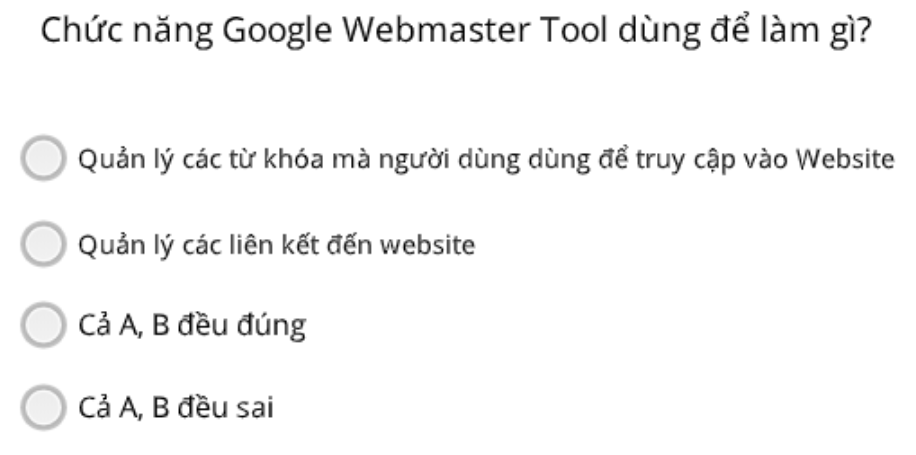 Chức năng Google Webmaster Tool dùng để làm gì?
Quản lý các từ khóa mà người dùng dùng để truy cập vào Website
Quản lý các liên kết đến website
Cả A, B đều đúng
Cả A, B đều sai